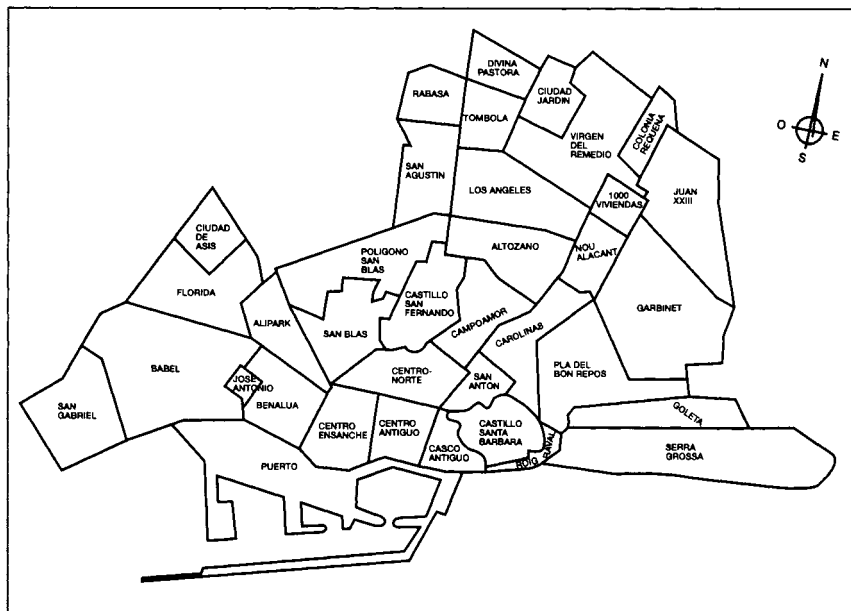 DIVINA
PASTORA
CIUDAD
JARDIN
RABASA
TOMBOLA
VIRGEN
DEL
REMEDIO
COLONIA
REQUENA
N
O
E
S
SAN
AGUSTIN
LOS ANGELES
1000
VIVIENDAS
JUAN
XXIII
CIUDAD
DE
ASIS
POLIGONO
SAN
BLAS
ALTOZANO
NOU
ALACANT
FLORIDA
CASTILLO
SAN
FERNANDO
GARBINET
ALIPARK
SAN BLAS
CAMPOAMOR
CAROLINAS
BABEL
CENTRO-
NORTE
SAN
ANTON
PLA DEL
BON REPOS
JOSE
ANTONIO
SAN
GABRIEL
BENALUA
GOLETA
CENTRO
ENSANCHE
CENTRO
ANTIGUO
CASTILLO
SANTA
BARBARA
CASCO
ANTIGUO
SERRA
GROSSA
PUERTO
ROIG
RAVAL